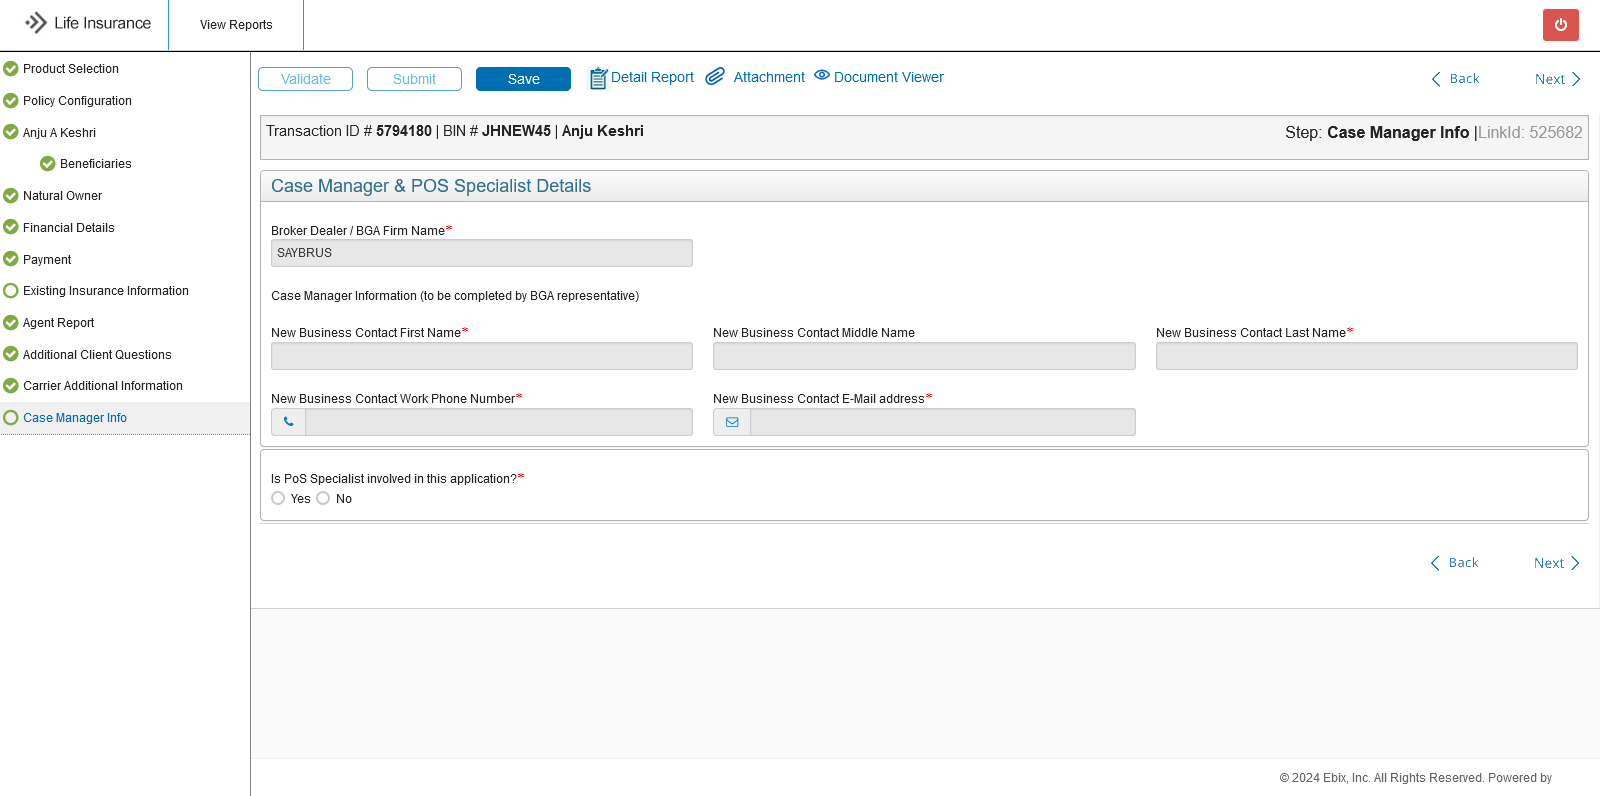 Life Insurance
View Reports
Product Selection
Policy Configuration
Anju A Keshri
Beneficiaries
Natural Owner
Financial Details
Payment
Existing Insurance Information
Agent Report
Additional Client Questions
Carrier Additional Information
Case Manager Info
Validate Submit Save Detail Report Attachment Document Viewer Back Next
Transaction ID # 5794180 | BIN # JHNEW45 | Anju Keshri Step: Case Manager Info |LinkId: 525682
Case Manager & POS Specialist Details
Broker Dealer / BGA Firm Name*
SAYBRUS
Case Manager Information (to be completed by BGA representative)
New Business Contact First Name* New Business Contact Middle Name New Business Contact Last Name*
New Business Contact Work Phone Number* New Business Contact E-Mail address*
Is PoS Specialist involved in this application?*
Yes No
Back Next
© 2024 Ebix, Inc. All Rights Reserved. Powered by